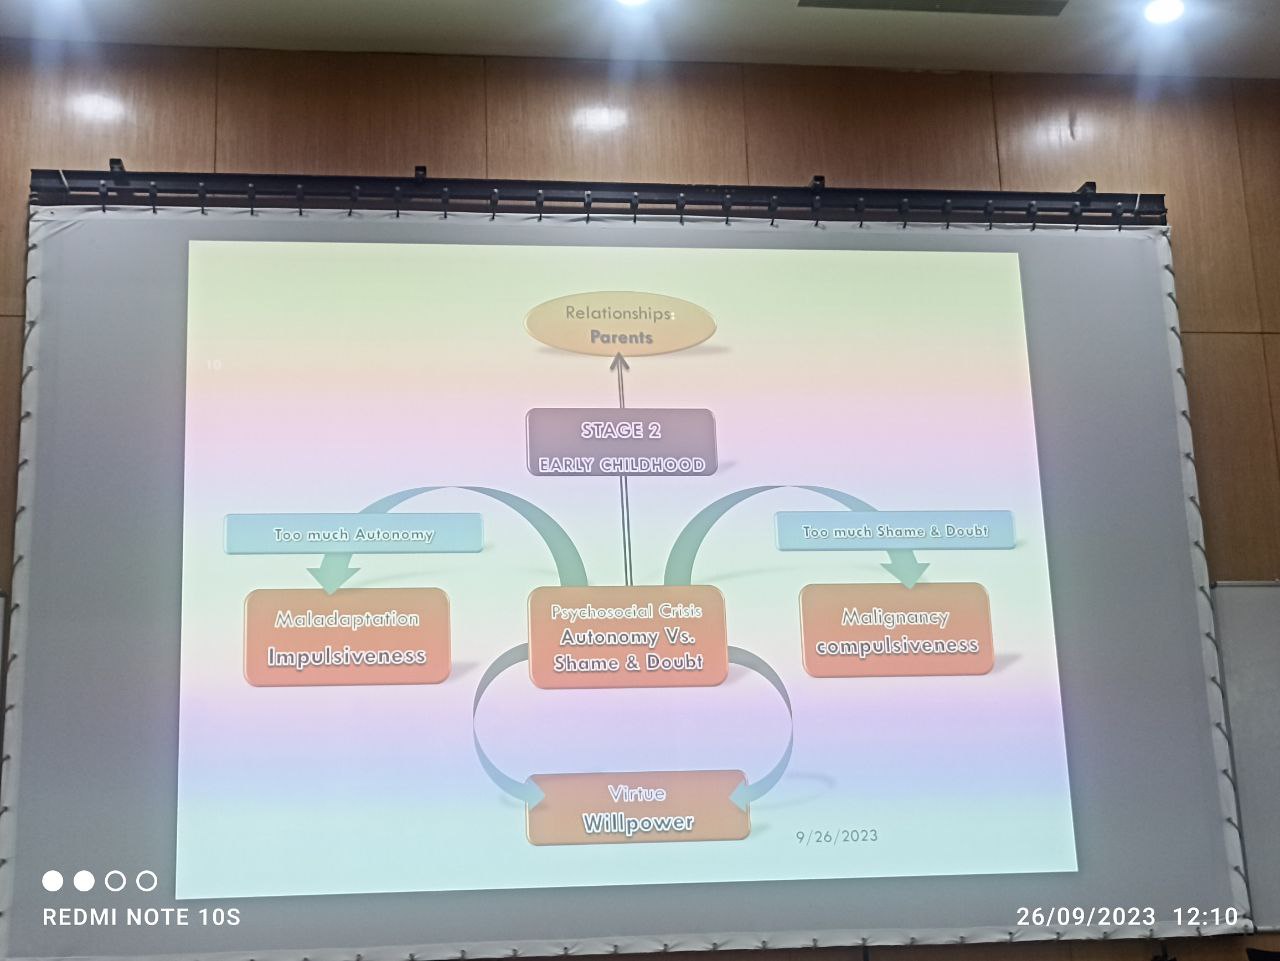 Relationships:
Parents
10
STAGE 2
EARLY CHILDHOOD
Too much Autonomy
Too much Shame & Doubt
Maladaptation
Impulsiveness
Psychosocial Crisis
Autonomy Vs.
Shame & Doubt
Malignancy
compulsiveness
Virtue
Willpower
9/26/2023
REDMI NOTE 10S
26/09/2023 12:10